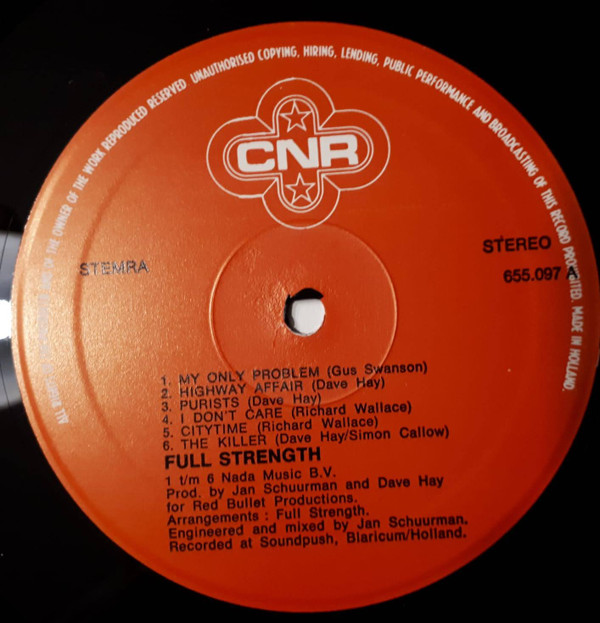 ALL RIGHTS OF THE OWNER OF THE WORK REPRODUCED RESERVED UNAUTHORISED COPYING, HIRING, LENDING, PUBLIC PERFORMANCE AND BROADCASTING OF THIS RECORD PROHIBITED. MADE IN HOLLAND.
CNR
STEMRA
STEREO
655.097 A
1. MY ONLY PROBLEM (Gus Swanson)
2. HIGHWAY AFFAIR (Dave Hay)
3. PURISTS (Dave Hay)
4. I DON'T CARE (Richard Wallace)
5. CITYTIME (Richard Wallace)
6. THE KILLER (Dave Hay/Simon Callow)
FULL STRENGTH
1 t/m 6 Nada Music B.V.
Prod. by Jan Schuurman and Dave Hay
for Red Bullet Productions.
Arrangements : Full Strength.
Engineered and mixed by Jan Schuurman.
Recorded at Soundpush, Blaricum/Holland.